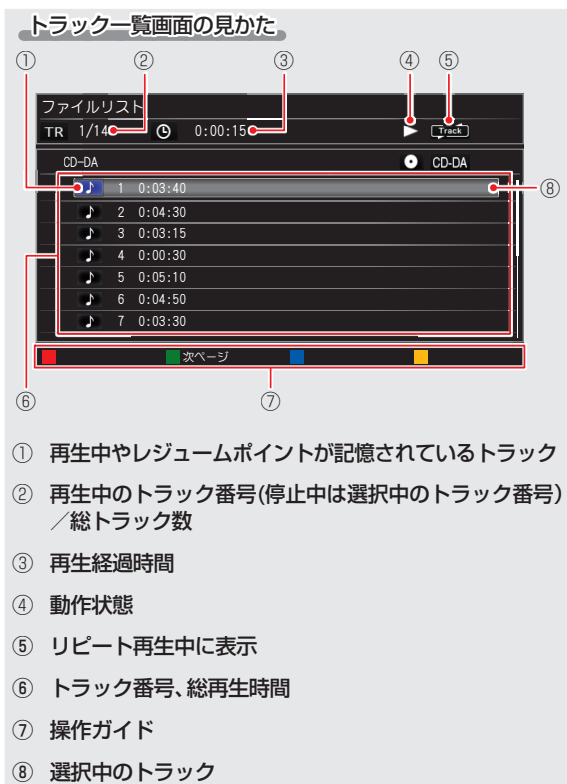 トラック一覧画面の見かた
① ② ③ ④ ⑤
ファイルリスト
TR 1/14 0:00:15 Track
CD-DA CD-DA
1 0:03:40
⑧
2 0:04:30
3 0:03:15
4 0:00:30
5 0:05:10
6 0:04:50
7 0:03:30
次ページ
⑥ ⑦
① 再生中やレジュームポイントが記憶されているトラック
② 再生中のトラック番号(停止中は選択中のトラック番号)
／総トラック数
③ 再生経過時間
④ 動作状態
⑤ リピート再生中に表示
⑥ トラック番号、総再生時間
⑦ 操作ガイド
⑧ 選択中のトラック